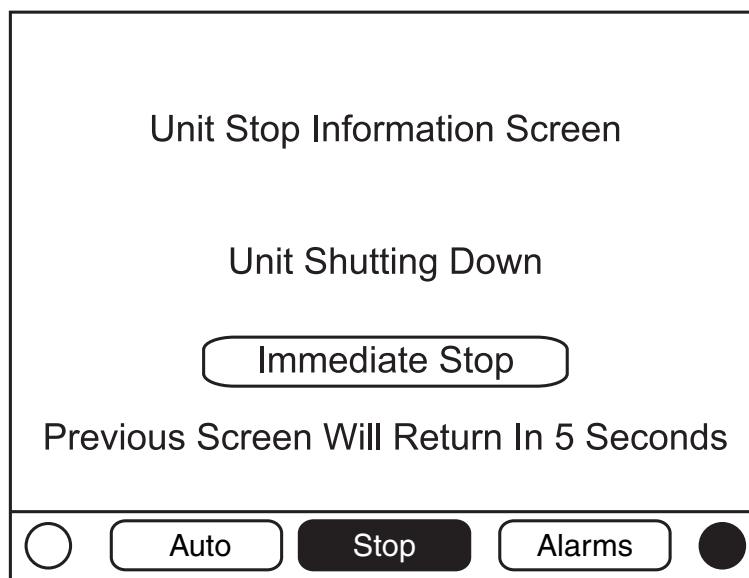 Unit Stop Information Screen
Unit Shutting Down
Immediate Stop
Previous Screen Will Return In 5 Seconds
Auto Stop Alarms